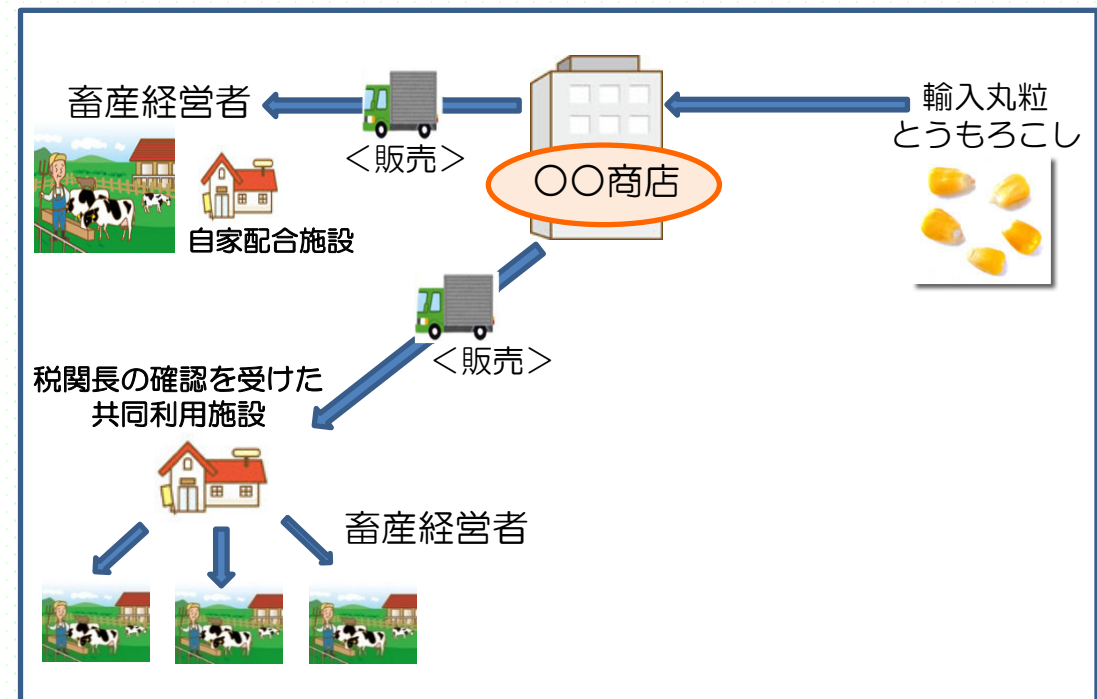 畜産経営者
＜販売＞
輸入丸粒
とうもろこし
〇〇商店
自家配合施設
＜販売＞
税関長の確認を受けた
共同利用施設
畜産経営者